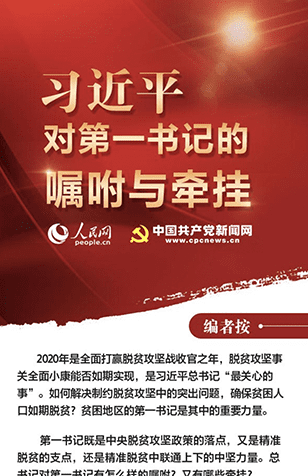 习近平
对第一书记的
嘱咐与牵挂
人民网
people.cn
中国共产党新闻网
www.cpcnews.cn
编者按
2020年是全面打赢脱贫攻坚战收官之年，脱贫攻坚事
关全面小康能否如期实现，是习近平总书记“最关心的
事”。如何解决制约脱贫攻坚中的突出问题，确保贫困人
口如期脱贫？贫困地区的第一书记是其中的重要力量。
第一书记既是中央脱贫攻坚政策的落点，又是精准
脱贫的支点，还是精准脱贫中联通上下的中坚力量。总
书记对第一书记有怎么样的嘱咐？又有哪些牵挂？